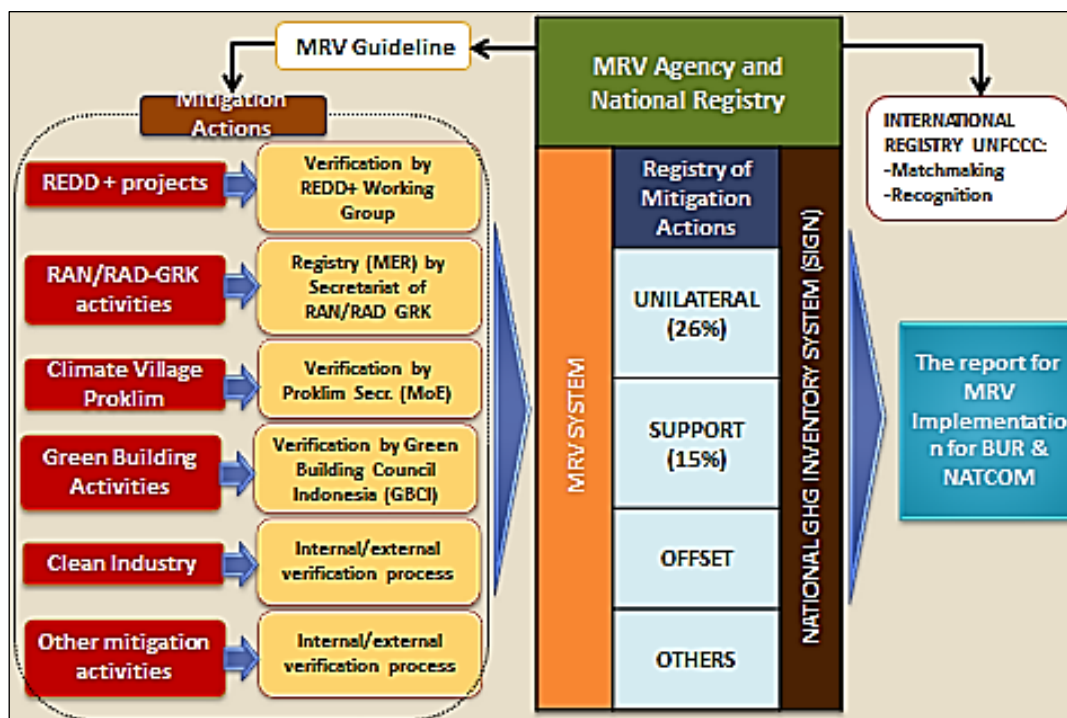 MRV Guideline
MRV Agency and
National Registry
Mitigation
Actions
INTERNATIONAL
REGISTRY UNFCCC:
-Matchmaking
-Recognition
REDD + projects
Verification by
REDD+ Working
Group
RAN/RAD-GRK
activities
Registry (MER) by
Secretariat of
RAN/RAD GRK
Climate Village
Proklim
Verification by
Proklim Secr. (MoE)
Green Building
Activities
Verification by Green
Building Council
Indonesia (GBCI)
Clean Industry
Internal/external
verification process
Other mitigation
activities
Internal/external
verification process
MRV SYSTEM
Registry of
Mitigation
Actions
UNILATERAL
(26%)
SUPPORT
(15%)
OFFSET
OTHERS
NATIONAL GHG INVENTORY SYSTEM (SIGN)
The report for
MRV
Implementatio
n for BUR &
NATCOM